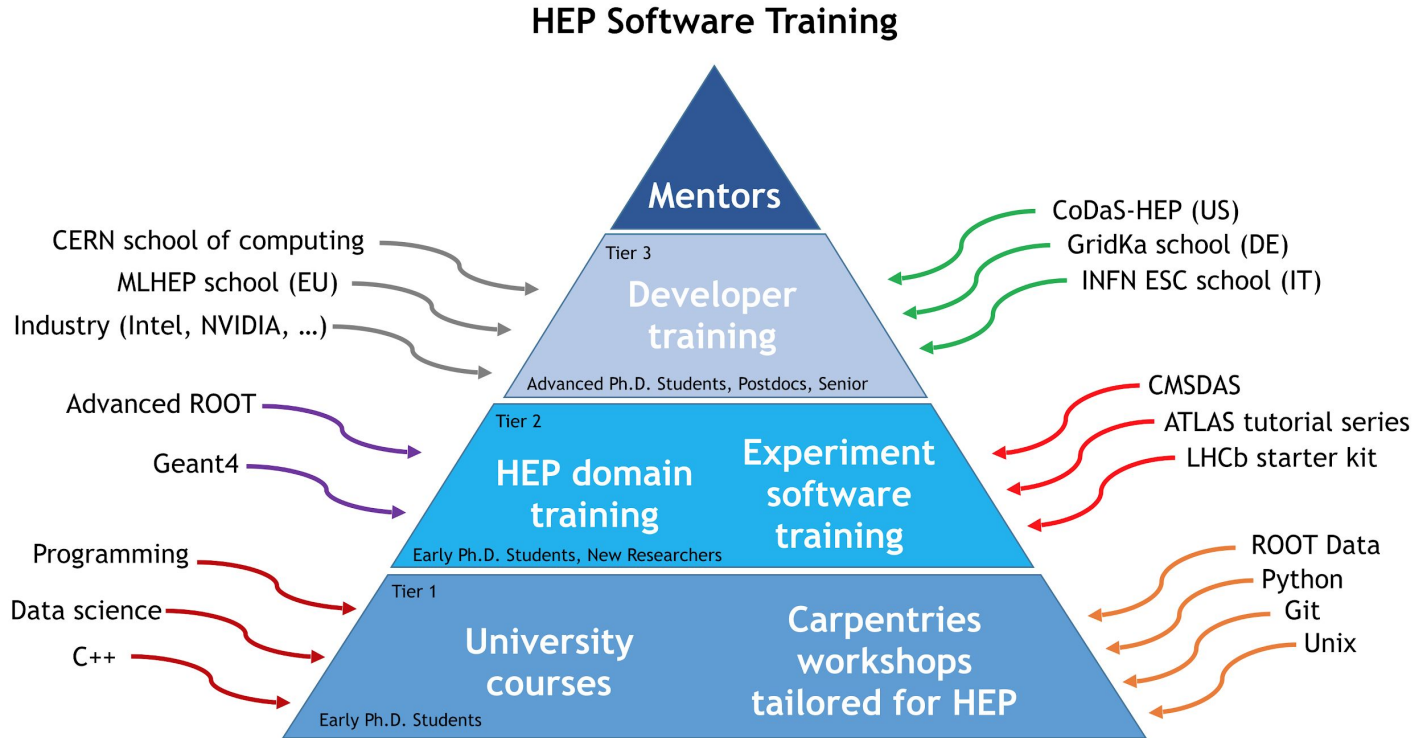 HEP Software Training
Mentors
CERN school of computing
MLHEP school (EU)
Industry (Intel, NVIDIA, …)
Tier 3
Developer
training
Advanced Ph.D. Students, Postdocs, Senior
CoDaS-HEP (US)
GridKa school (DE)
INFN ESC school (IT)
Advanced ROOT
Geant4
Tier 2
HEP domain
training
Early Ph.D. Students, New Researchers
Experiment
software
training
CMSDAS
ATLAS tutorial series
LHCb starter kit
Programming
Data science
C++
Tier 1
University
courses
Early Ph.D. Students
Carpentries
workshops
tailored for HEP
ROOT Data
Python
Git
Unix